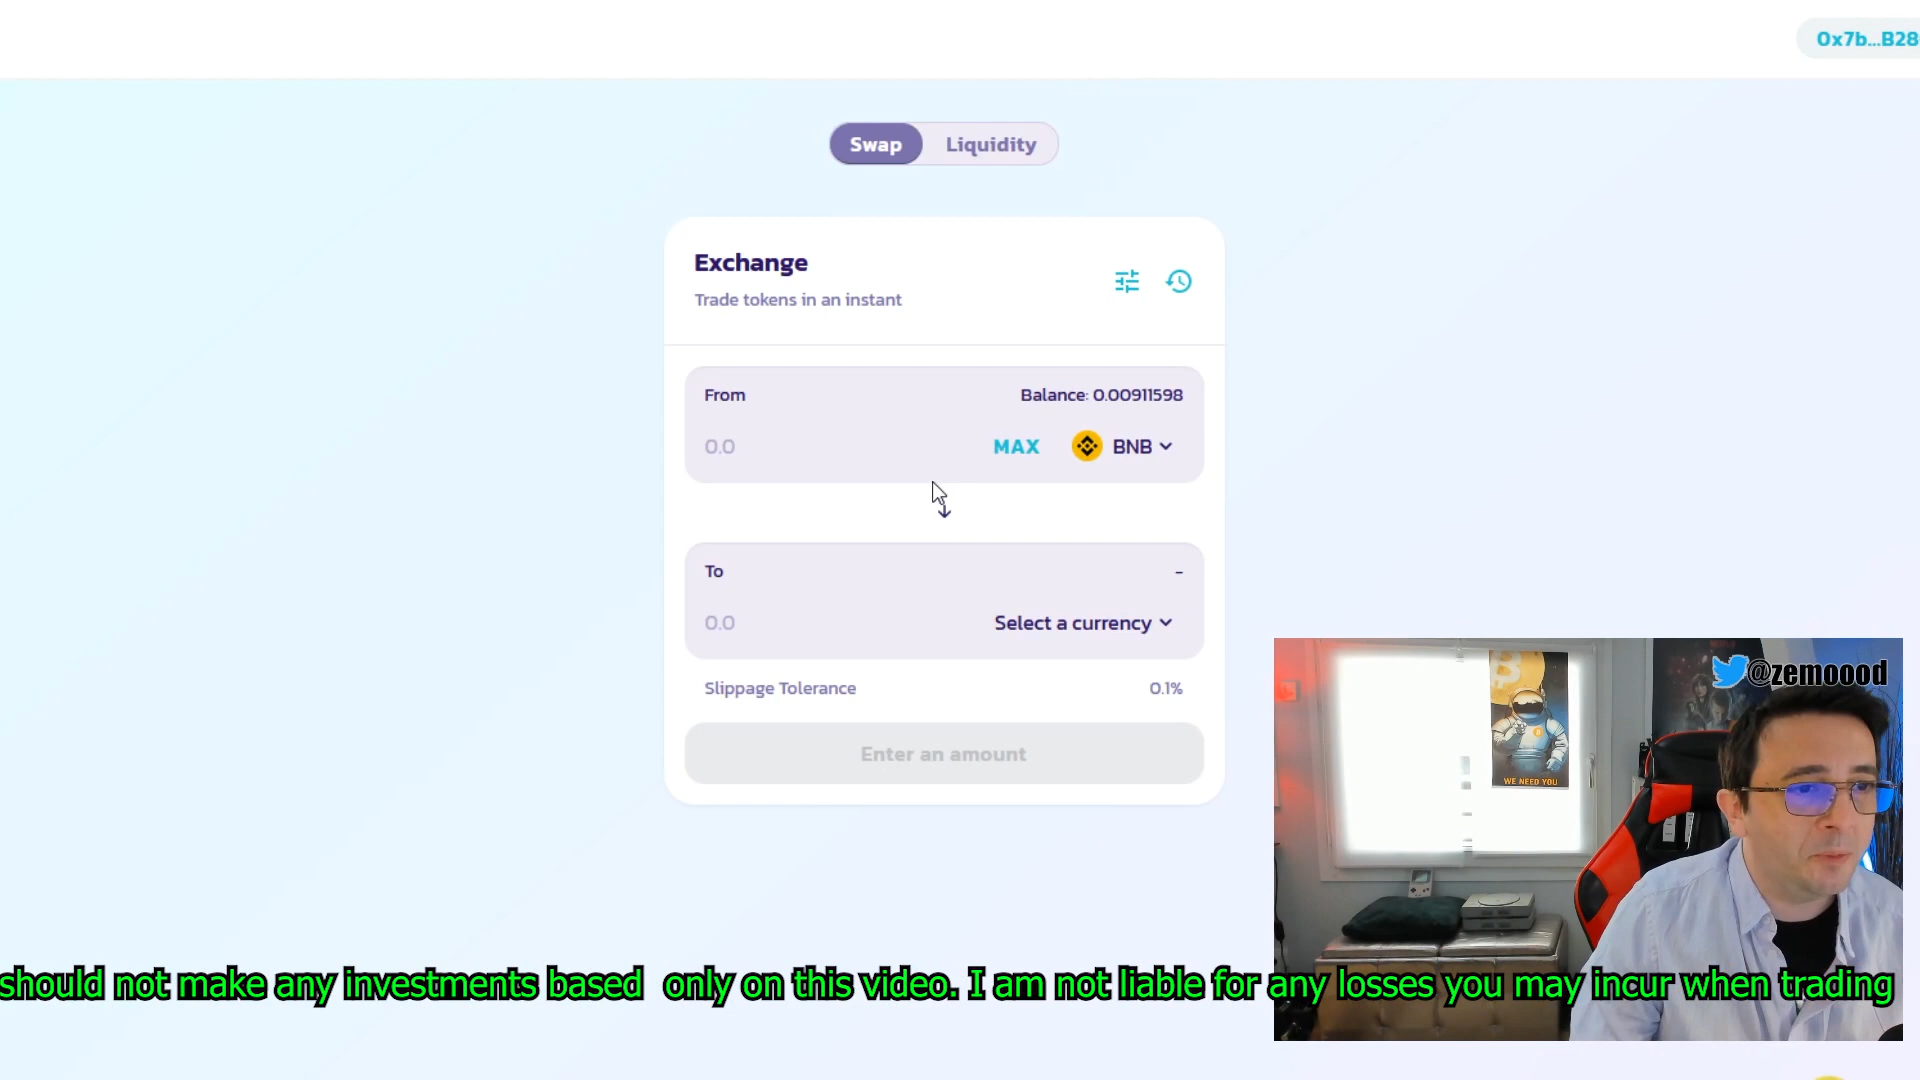 0x7b...B28
Swap Liquidity
Exchange
Trade tokens in an instant
From Balance: 0.00911598
0.0 MAX BNB
To -
0.0 Select a currency
Slippage Tolerance 0.1%
Enter an amount
@zemoood
WE NEED YOU
should not make any investments based only on this video. I am not liable for any losses you may incur when trading